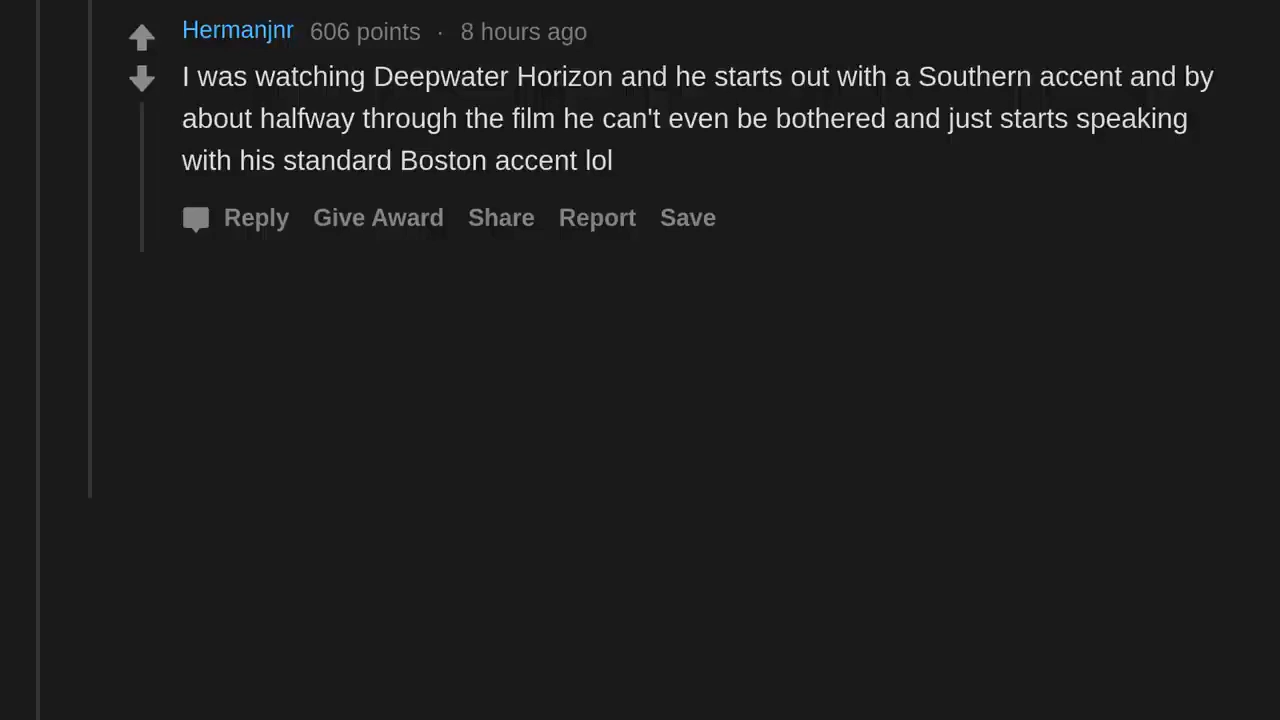 Hermanjnr 606 points · 8 hours ago
I was watching Deepwater Horizon and he starts out with a Southern accent and by
about halfway through the film he can't even be bothered and just starts speaking
with his standard Boston accent lol
Reply Give Award Share Report Save